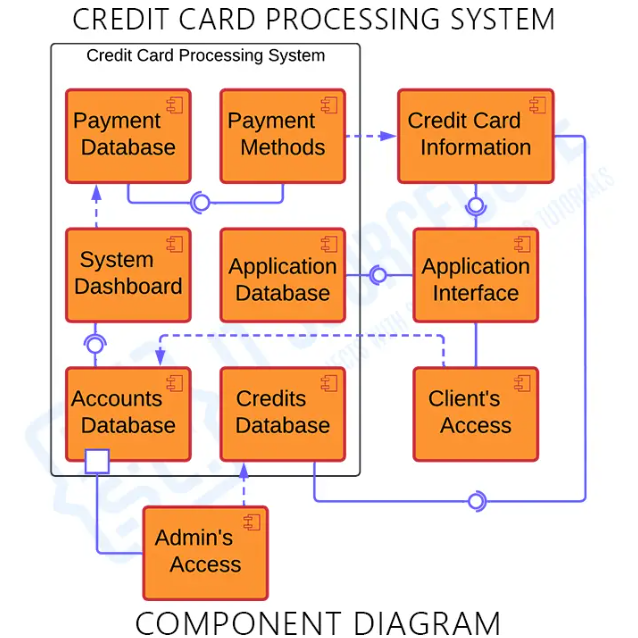 CREDIT CARD PROCESSING SYSTEM
Credit Card Processing System
Payment
Database
Payment
Methods
Credit Card
Information
System
Dashboard
Application
Database
Application
Interface
Accounts
Database
Credits
Database
Client's
Access
Admin's
Access
COMPONENT DIAGRAM
TUTORIALS